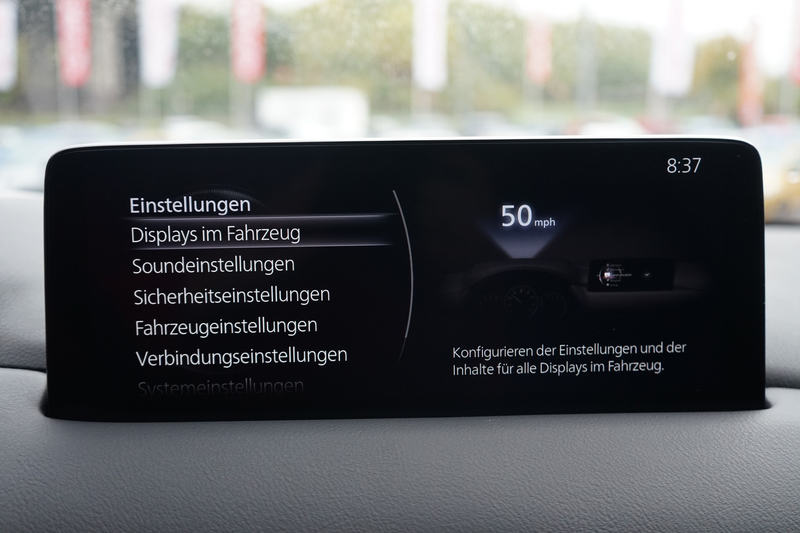 8:37
Einstellungen
Displays im Fahrzeug
Soundeinstellungen
Sicherheitseinstellungen
Fahrzeugeinstellungen
Verbindungseinstellungen
Systemeinstellungen
50 mph
Konfigurieren der Einstellungen und der
Inhalte für alle Displays im Fahrzeug.